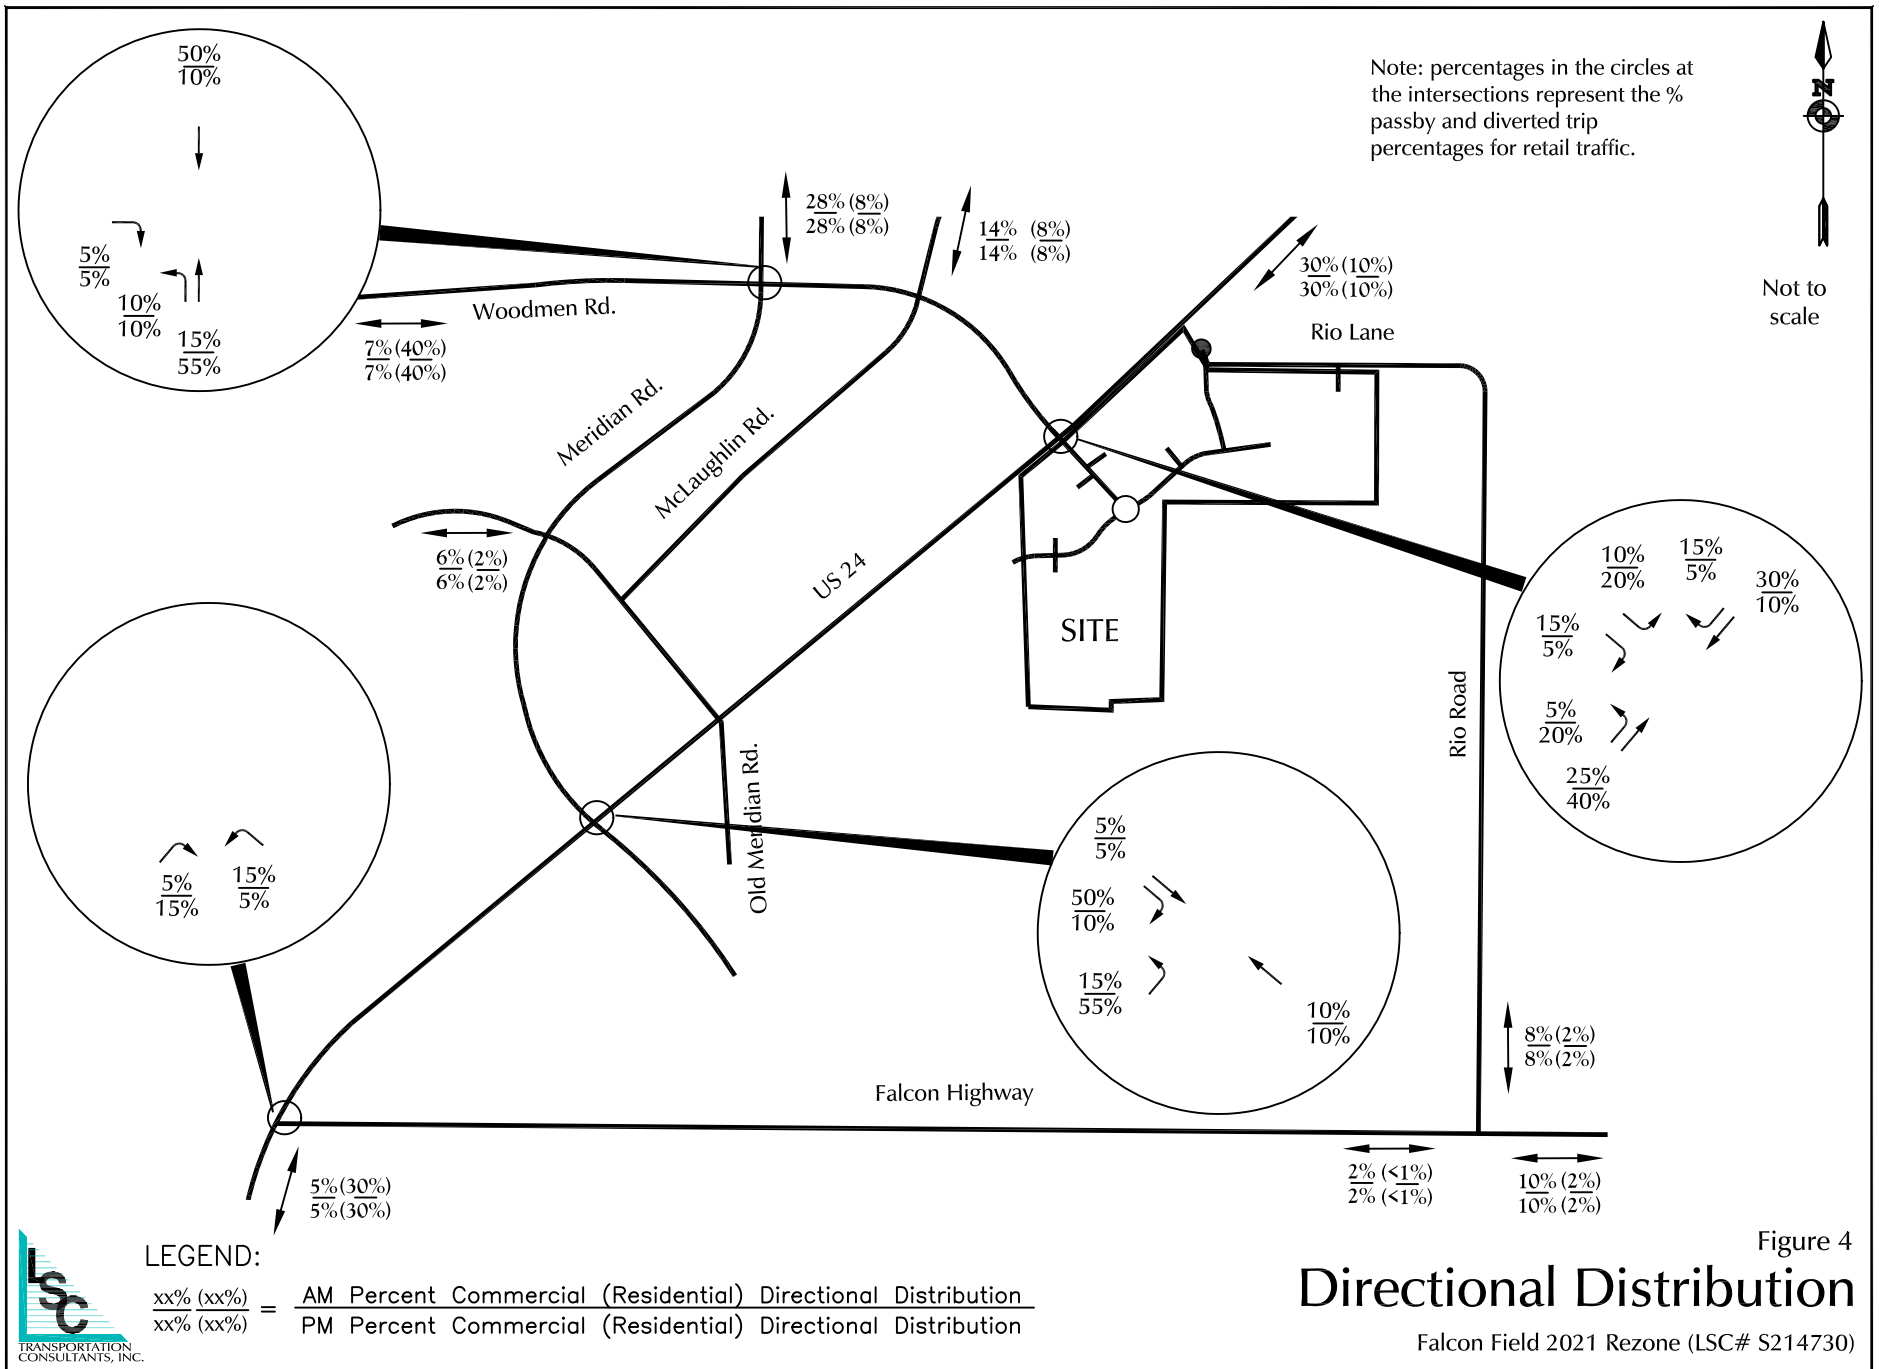 50%
10%
5%
5%
10%
10%
15%
55%
Note: percentages in the circles at
the intersections represent the %
passby and diverted trip
percentages for retail traffic.
N
Not to
scale
28% (8%)
28% (8%)
14% (8%)
14% (8%)
30% (10%)
30% (10%)
Rio Lane
Woodmen Rd.
7% (40%)
7% (40%)
Meridian Rd.
McLaughlin Rd.
6% (2%)
6% (2%)
US 24
SITE
Rio Road
Old Meridian Rd.
10%
20%
15%
5%
30%
10%
15%
5%
5%
20%
25%
40%
5%
15%
15%
5%
5%
5%
50%
10%
15%
55%
10%
10%
8% (2%)
8% (2%)
Falcon Highway
2% (<1%)
2% (<1%)
10% (2%)
10% (2%)
5% (30%)
5% (30%)
LSC
TRANSPORTATION
CONSULTANTS, INC.
LEGEND:
xx% (xx%)
xx% (xx%)
=
AM Percent Commercial (Residential) Directional Distribution
PM Percent Commercial (Residential) Directional Distribution
Figure 4
Directional Distribution
Falcon Field 2021 Rezone (LSC# S214730)